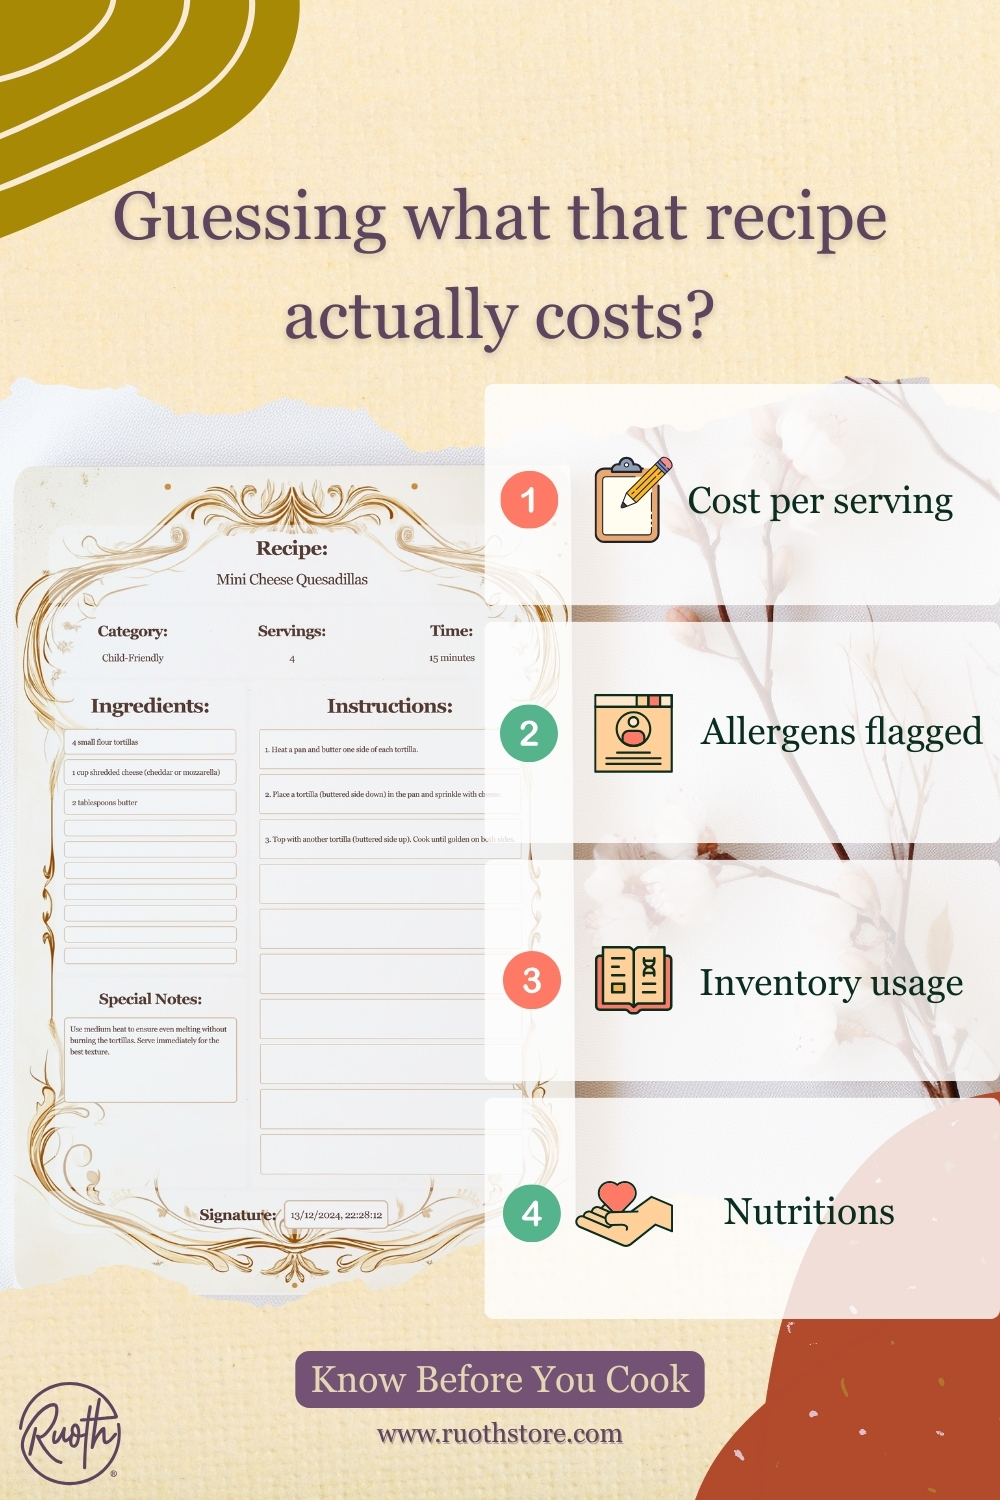 Guessing what that recipe
actually costs?
Recipe:
Mini Cheese Quesadillas
Category:
Servings:
Time:
Child-Friendly
4
15 minutes
Ingredients:
4 small flour tortillas
1 cup shredded cheese (cheddar or mozzarella)
2 tablespoons butter
Instructions:
1. Heat a pan and butter one side of each tortilla.
2. Place a tortilla (buttered side down) in the pan and sprinkle with cheese.
3. Top with another tortilla (buttered side up). Cook until golden on both sides.
Special Notes:
Use medium heat to ensure even melting without
burning the tortillas. Serve immediately for the
best texture.
Signature:
13/12/2024, 22:28:12
1
Cost per serving
2
Allergens flagged
3
Inventory usage
4
Nutritions
Know Before You Cook
www.ruothstore.com
Ruoth
®